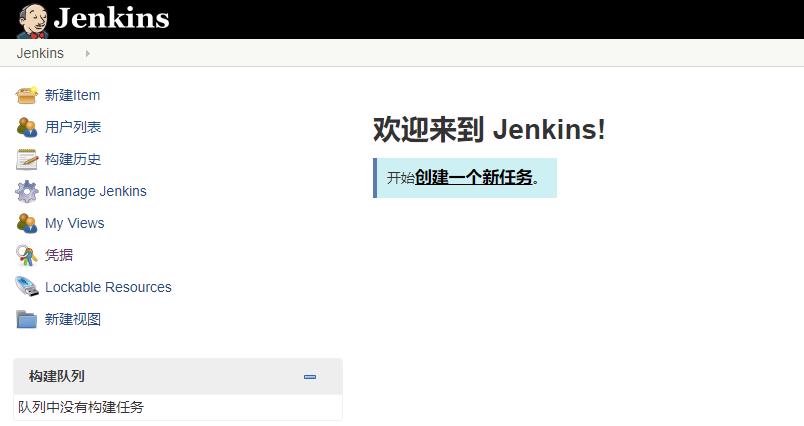 Jenkins
Jenkins
新建Item
用户列表
构建历史
Manage Jenkins
My Views
凭据
Lockable Resources
新建视图
构建队列
队列中没有构建任务
欢迎来到 Jenkins!
开始创建一个新任务。